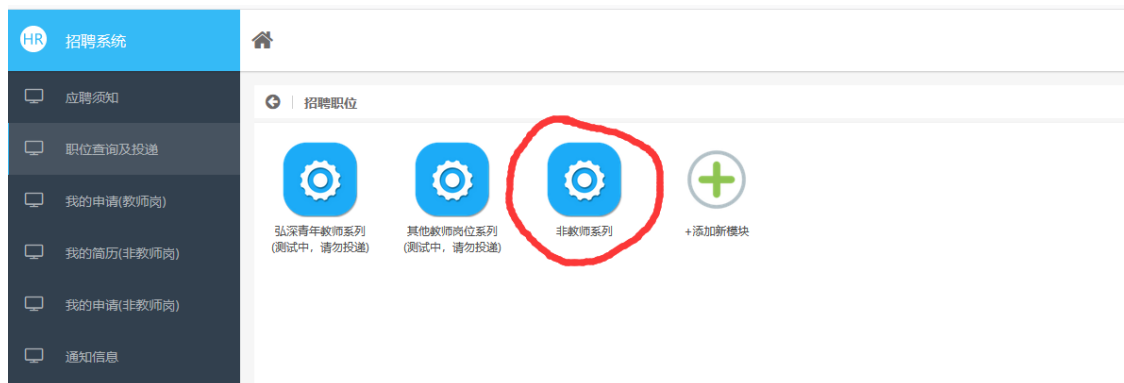 HR 招聘系统
应聘须知
职位查询及投递
我的申请(教师岗)
我的简历(非教师岗)
我的申请(非教师岗)
通知信息
招聘职位
弘深青年教师系列
(测试中，请勿投递)
其他教师岗位系列
(测试中，请勿投递)
非教师系列
+添加新模块